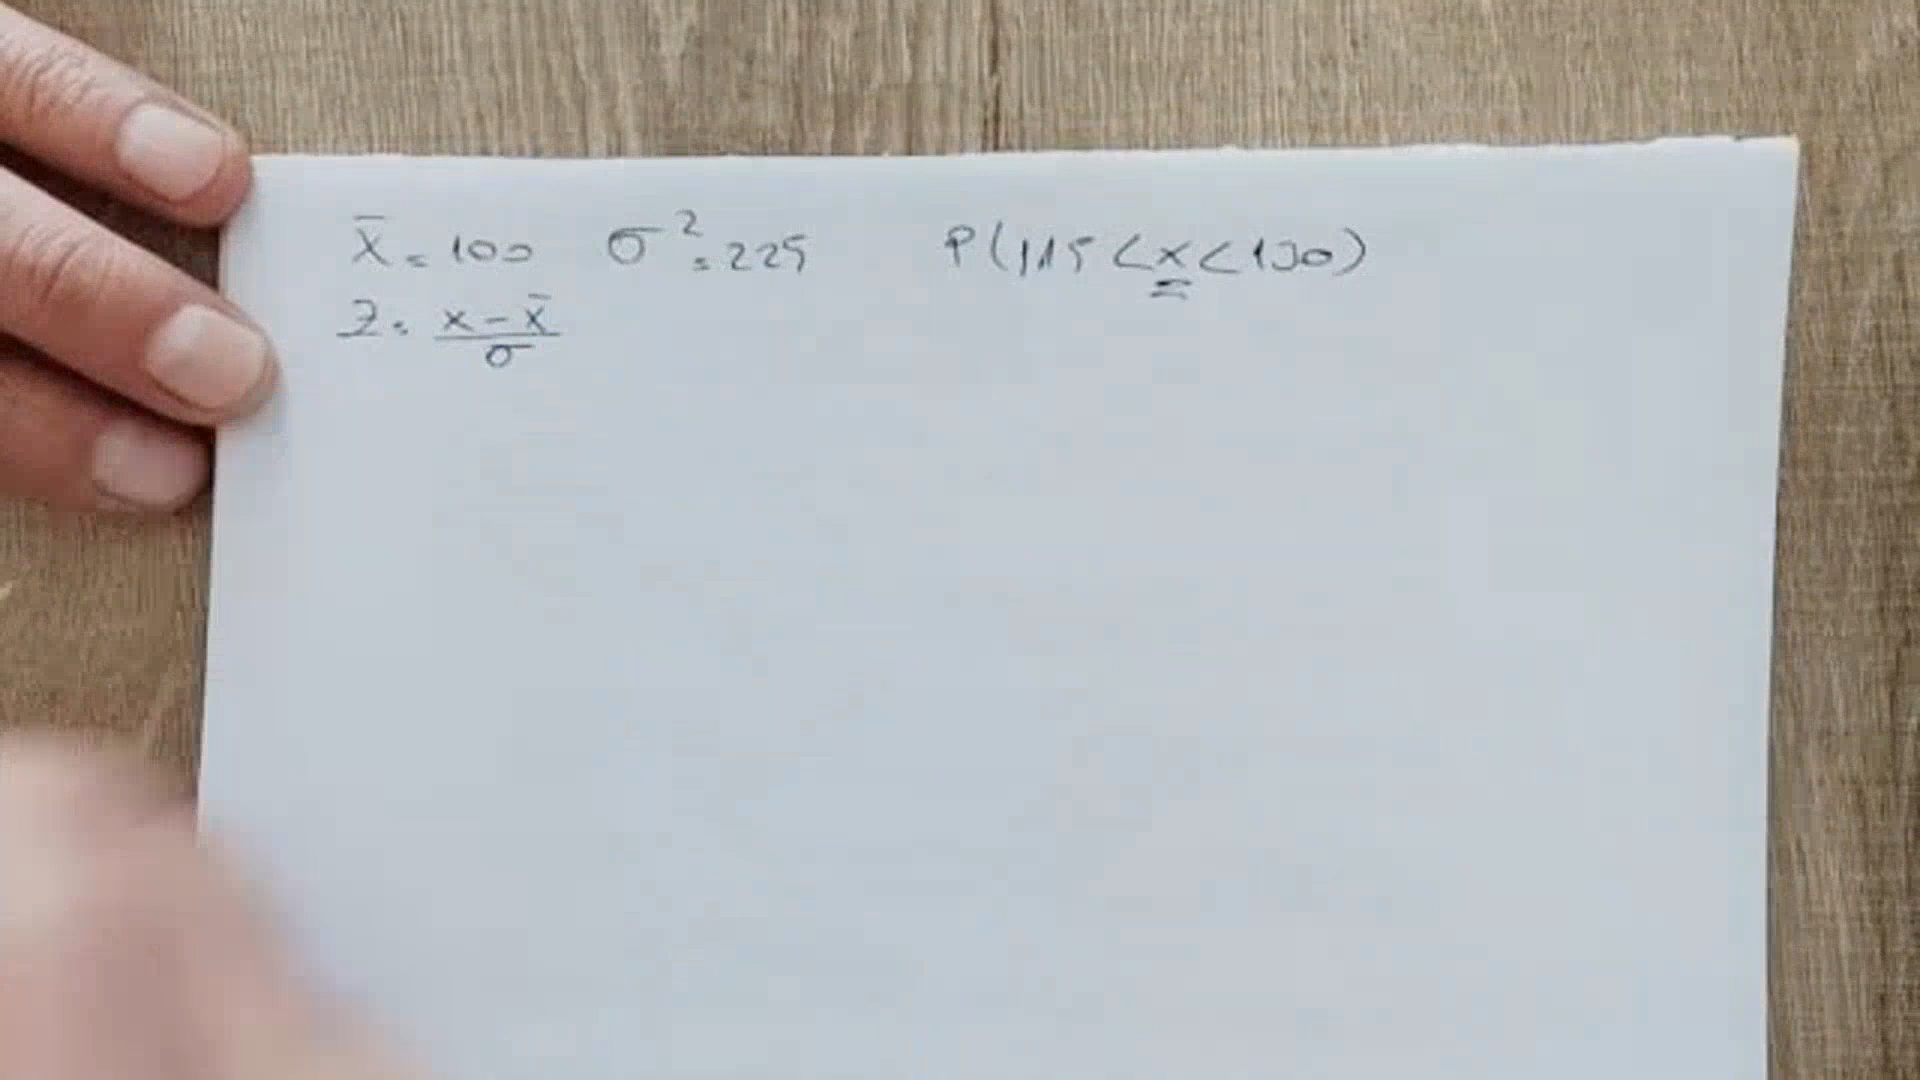 x̄ = 100 σ² = 225 P(115 < x < 130)
Z = x - x̄ / σ